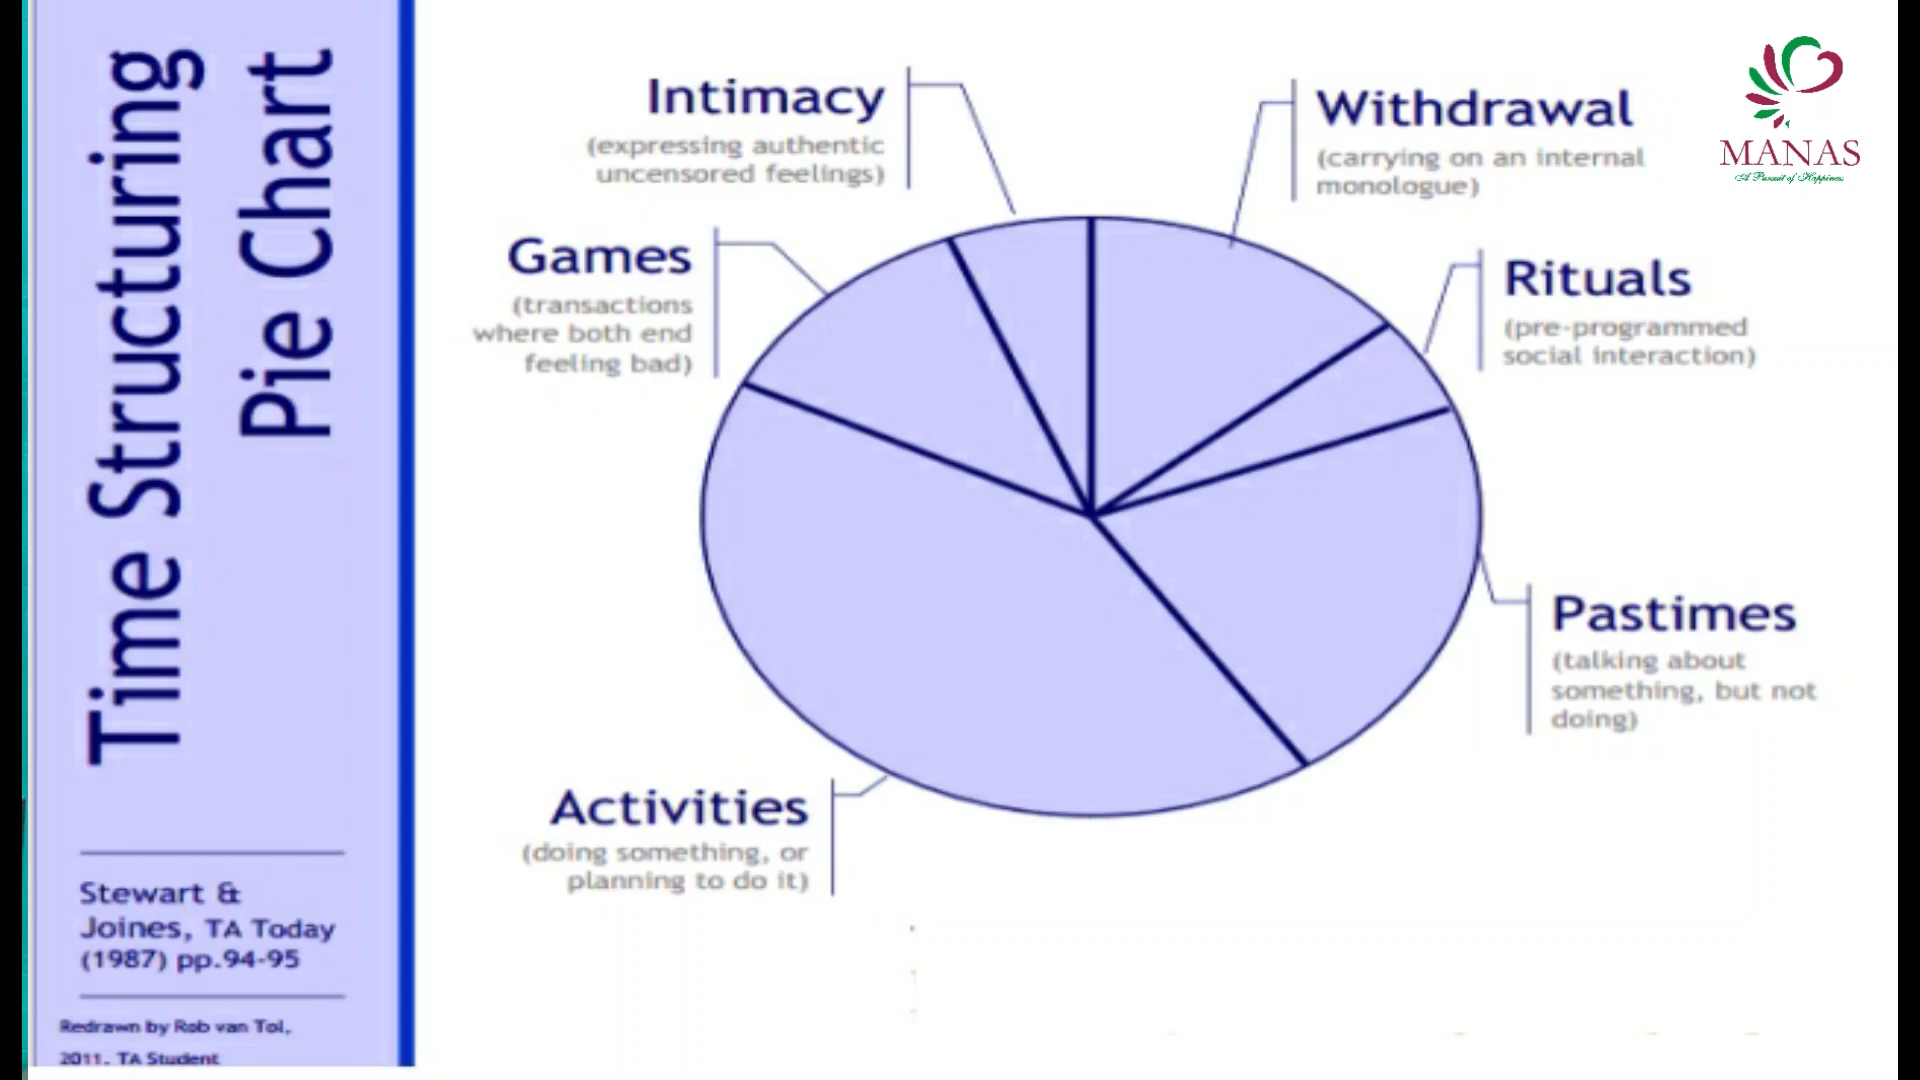 Time Structuring
Pie Chart
Stewart &
Joines, TA Today
(1987) pp.94-95
Redrawn by Rob van Tol,
2011. TA Student
Intimacy
(expressing authentic
uncensored feelings)
Games
(transactions
where both end
feeling bad)
Activities
(doing something, or
planning to do it)
Withdrawal
(carrying on an internal
monologue)
Rituals
(pre-programmed
social interaction)
Pastimes
(talking about
something, but not
doing)
MANAS
A Pursuit of Happiness